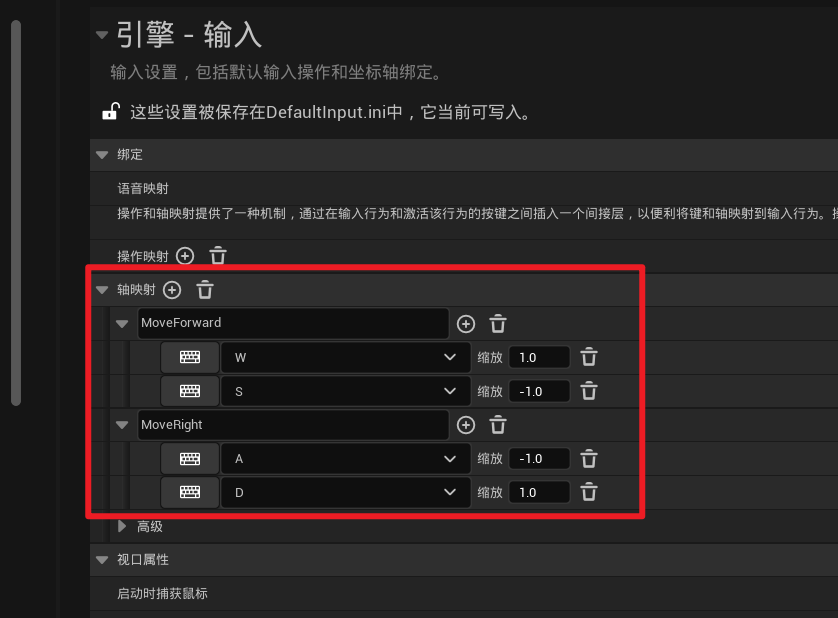 引擎 - 输入
输入设置，包括默认输入操作和坐标轴绑定。
这些设置被保存在DefaultInput.ini中，它当前可写入。
绑定
语音映射
操作和轴映射提供了一种机制，通过在输入行为和激活该行为的按键之间插入一个间接层，以便利将键和轴映射到输入行为。
操作映射
轴映射
MoveForward
W 缩放 1.0
S 缩放 -1.0
MoveRight
A 缩放 -1.0
D 缩放 1.0
高级
视口属性
启动时捕获鼠标